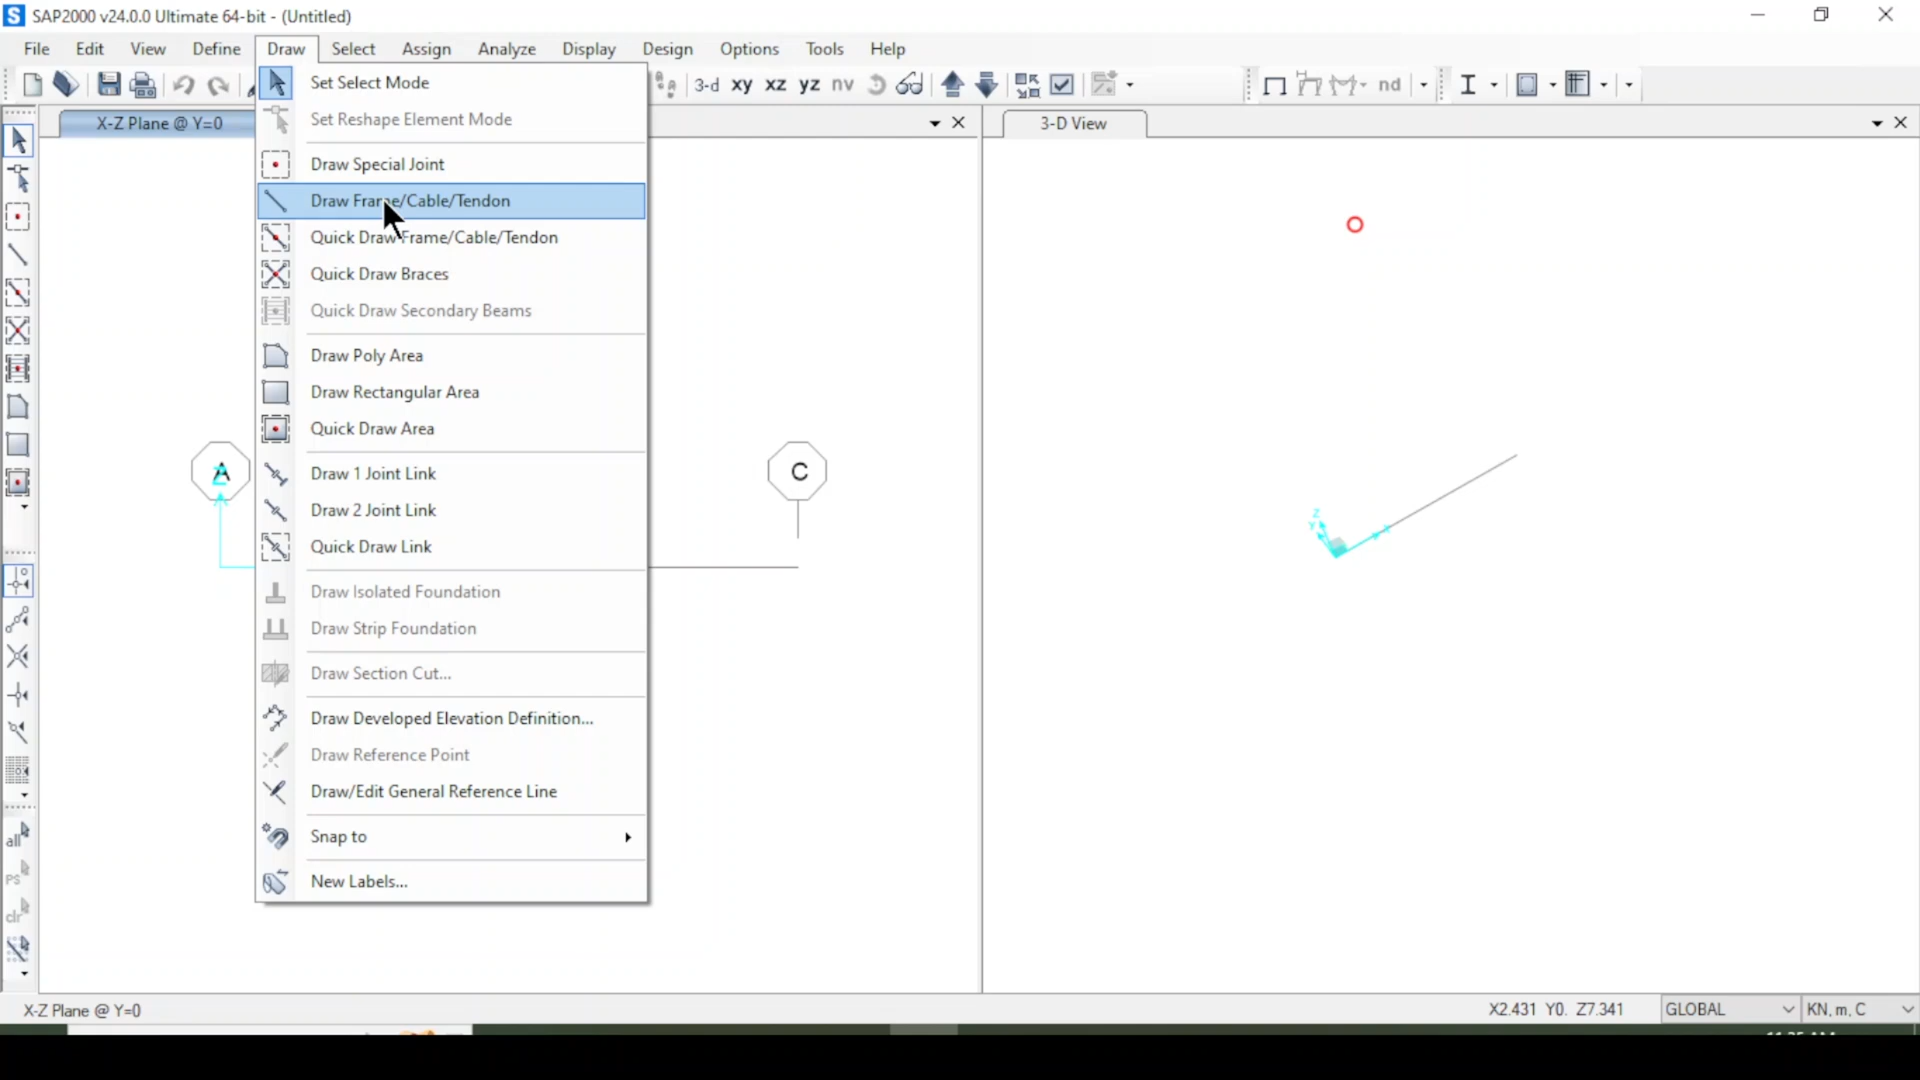 SAP2000 v24.0.0 Ultimate 64-bit - (Untitled)
File Edit View Define Draw Select Assign Analyze Display Design Options Tools Help
3-d xy xz yz nv nd
X-Z Plane @ Y=0
3-D View
Set Select Mode
Set Reshape Element Mode
Draw Special Joint
Draw Frame/Cable/Tendon
Quick Draw Frame/Cable/Tendon
Quick Draw Braces
Quick Draw Secondary Beams
Draw Poly Area
Draw Rectangular Area
Quick Draw Area
Draw 1 Joint Link
Draw 2 Joint Link
Quick Draw Link
Draw Isolated Foundation
Draw Strip Foundation
Draw Section Cut...
Draw Developed Elevation Definition...
Draw Reference Point
Draw/Edit General Reference Line
Snap to
New Labels...
A
Z
C
Z
Y
X
all
ps
clr
X-Z Plane @ Y=0
X2.431 Y0. Z7.341
GLOBAL
KN, m, C